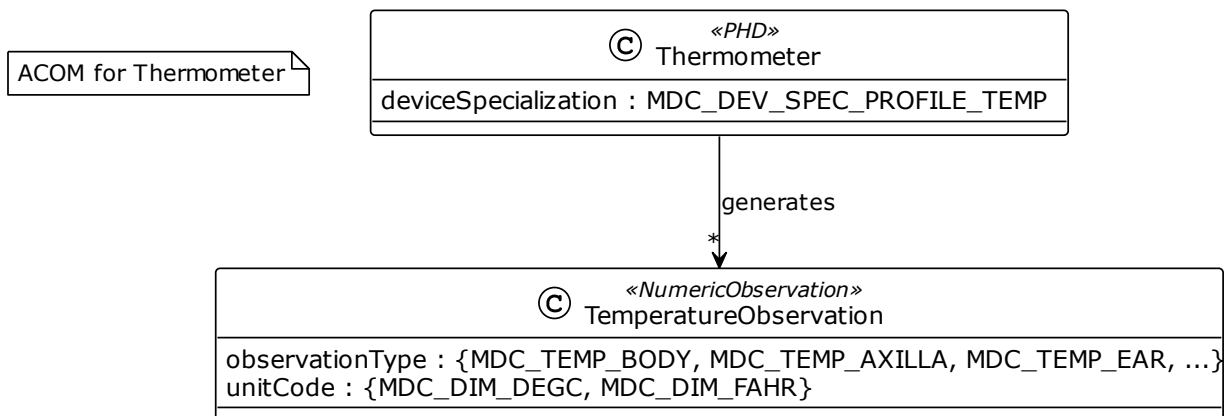 ACOM for Thermometer
«PHD»
C Thermometer
deviceSpecialization : MDC_DEV_SPEC_PROFILE_TEMP
generates
*
«NumericObservation»
C TemperatureObservation
observationType : {MDC_TEMP_BODY, MDC_TEMP_AXILLA, MDC_TEMP_EAR, ...}
unitCode : {MDC_DIM_DEGC, MDC_DIM_FAHR}